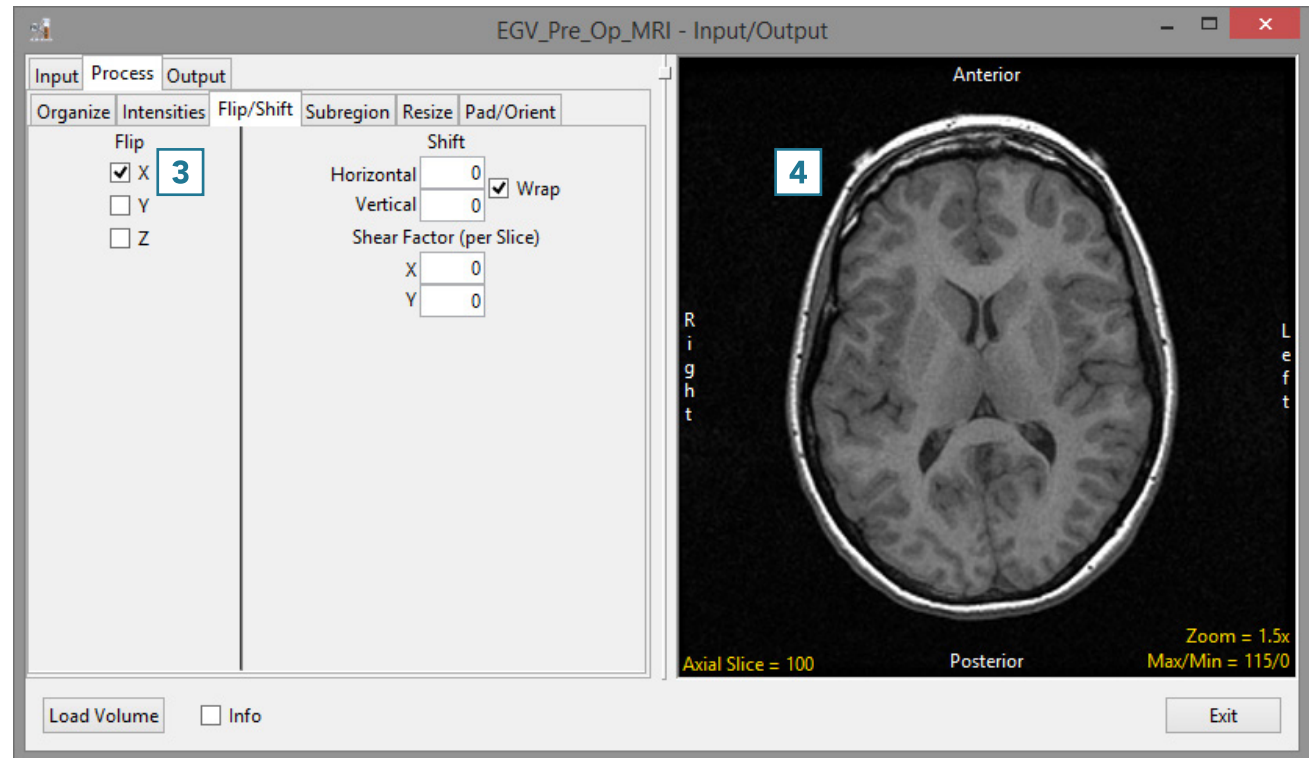 EGV_Pre_Op_MRI - Input/Output
Input Process Output
Organize Intensities Flip/Shift Subregion Resize Pad/Orient
Flip
X 3
Y
Z
Shift
Horizontal 0
Vertical 0
Wrap
Shear Factor (per Slice)
X 0
Y 0
Anterior
4
Right
Left
Zoom = 1.5x
Axial Slice = 100 Posterior Max/Min = 115/0
Load Volume Info Exit